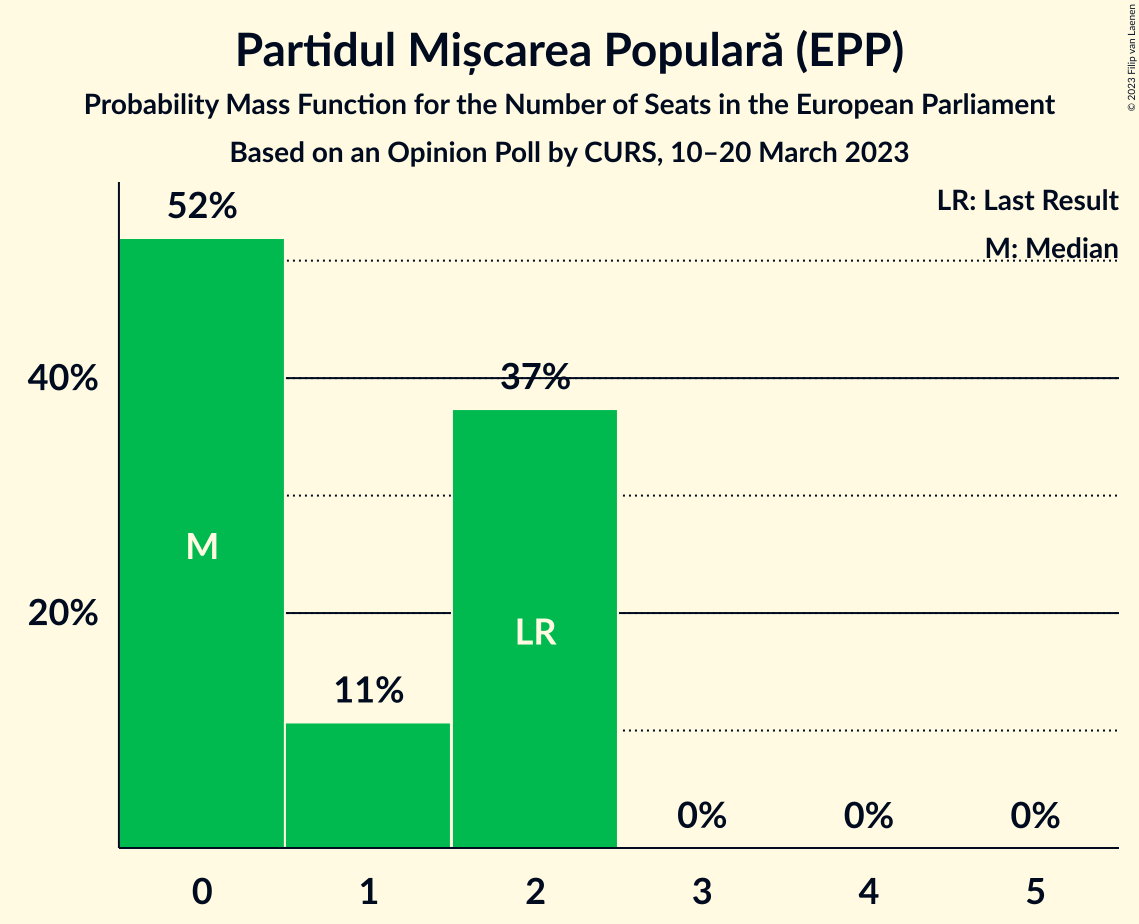 Partidul Mișcarea Populară (EPP)
Probability Mass Function for the Number of Seats in the European Parliament
Based on an Opinion Poll by CURS, 10–20 March 2023
© 2023 Filip van Laenen
LR: Last Result
M: Median
52%
40%
37%
M
20%
LR
11%
0%
0%
0%
0
1
2
3
4
5